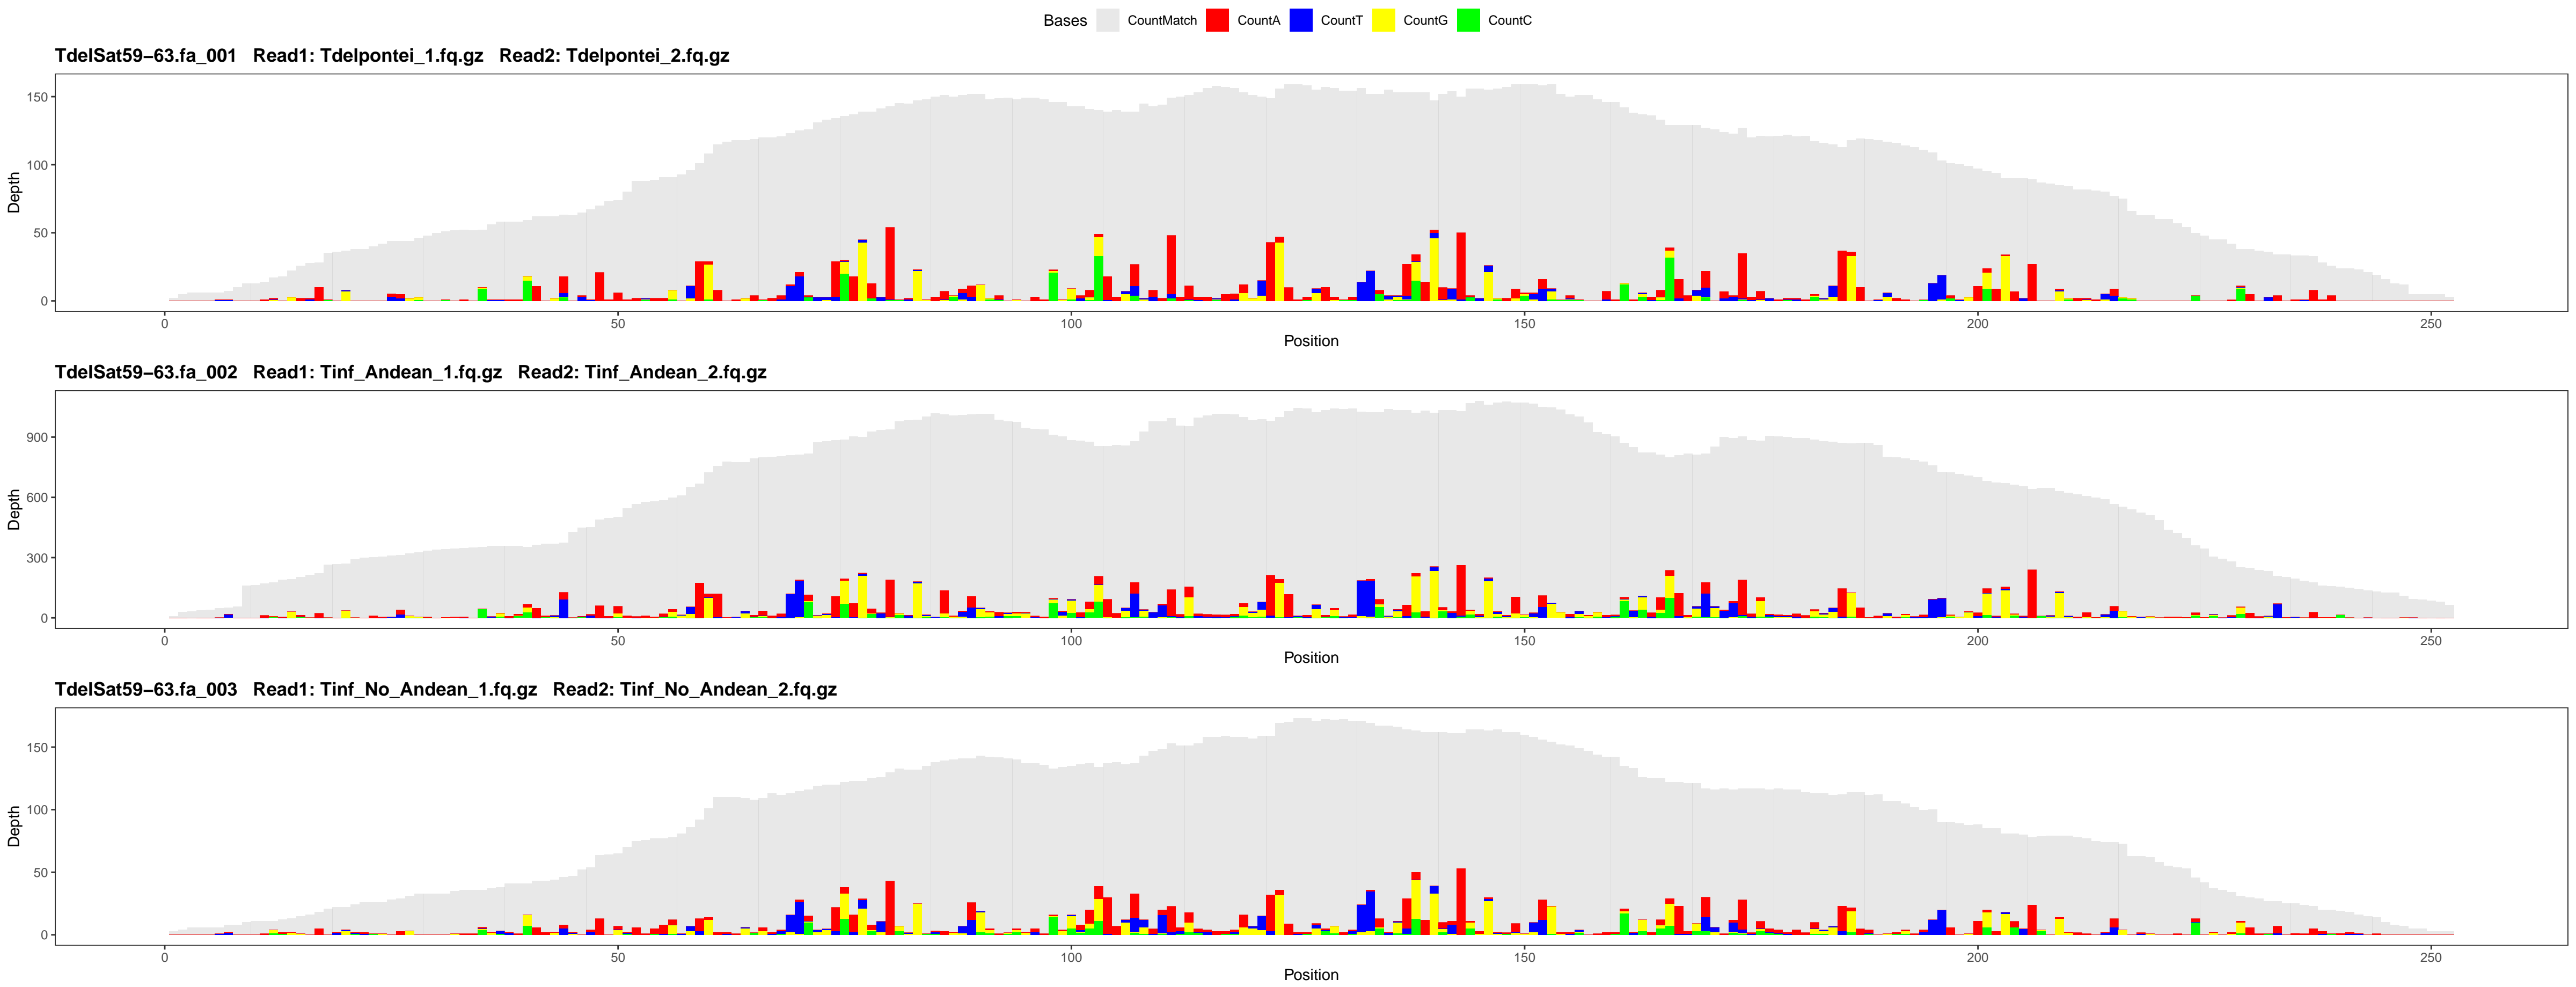 Bases CountMatch CountA CountT CountG CountC
TdelSat59−63.fa_001 Read1: Tdelpontei_1.fq.gz Read2: Tdelpontei_2.fq.gz
150
100
50
0
Depth
0 50 100 150 200 250
Position
TdelSat59−63.fa_002 Read1: Tinf_Andean_1.fq.gz Read2: Tinf_Andean_2.fq.gz
900
600
300
0
Depth
0 50 100 150 200 250
Position
TdelSat59−63.fa_003 Read1: Tinf_No_Andean_1.fq.gz Read2: Tinf_No_Andean_2.fq.gz
150
100
50
0
Depth
0 50 100 150 200 250
Position